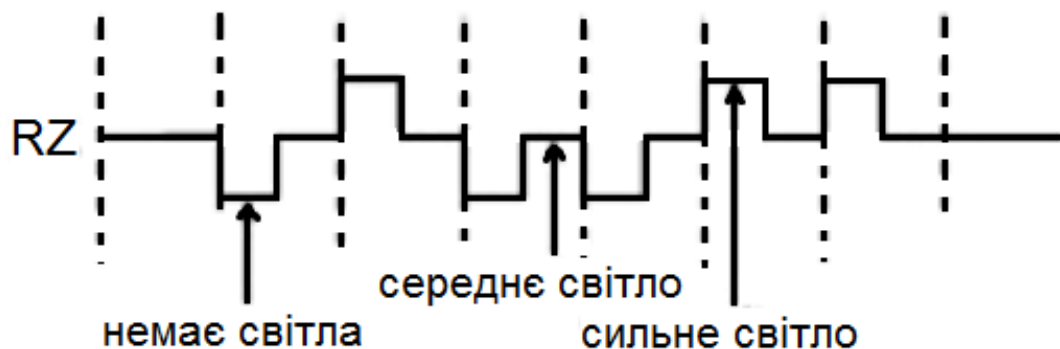 RZ
середнє світло
немає світла
сильне світло